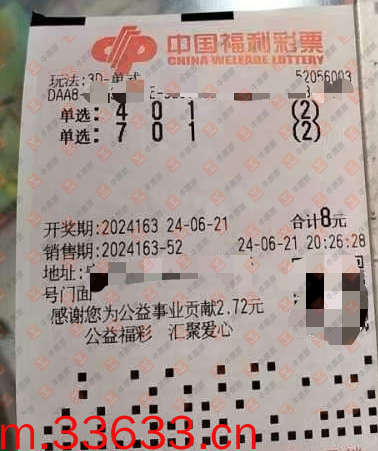 中国福利彩票
CHINA WELFARE LOTTERY
玩法:3D-单式 52056003
DAA8-
单选: 4 0 1 (2)
单选: 7 0 1 (2)
开奖期:2024163 24-06-21 合计8元
销售期:2024163-52 24-06-21 20:26:28
地址:
号门面
感谢您为公益事业贡献2.72元
公益福彩 汇聚爱心
m.33633.cn